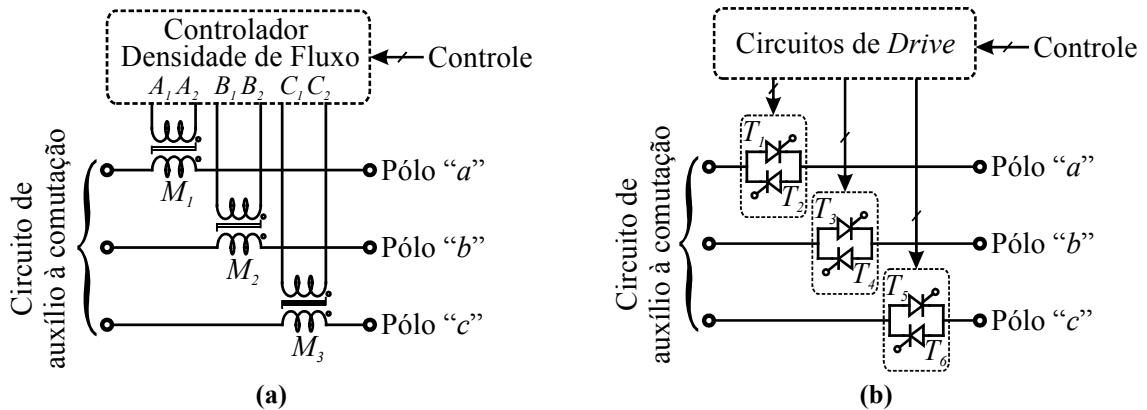 Controlador
Densidade de Fluxo
Controle
A1 A2 B1 B2 C1 C2
Circuito de
auxílio à comutação
M1
Pólo “a”
M2
Pólo “b”
M3
Pólo “c”
(a)
Circuitos de Drive
Controle
Circuito de
auxílio à comutação
T1
T2
Pólo “a”
T3
T4
Pólo “b”
T5
T6
Pólo “c”
(b)